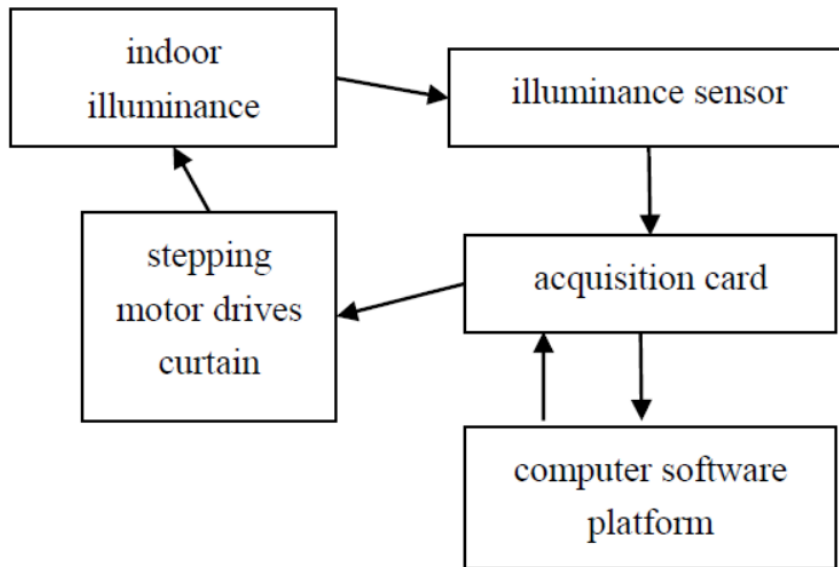 indoor
illuminance
illuminance sensor
stepping
motor drives
curtain
acquisition card
computer software
platform